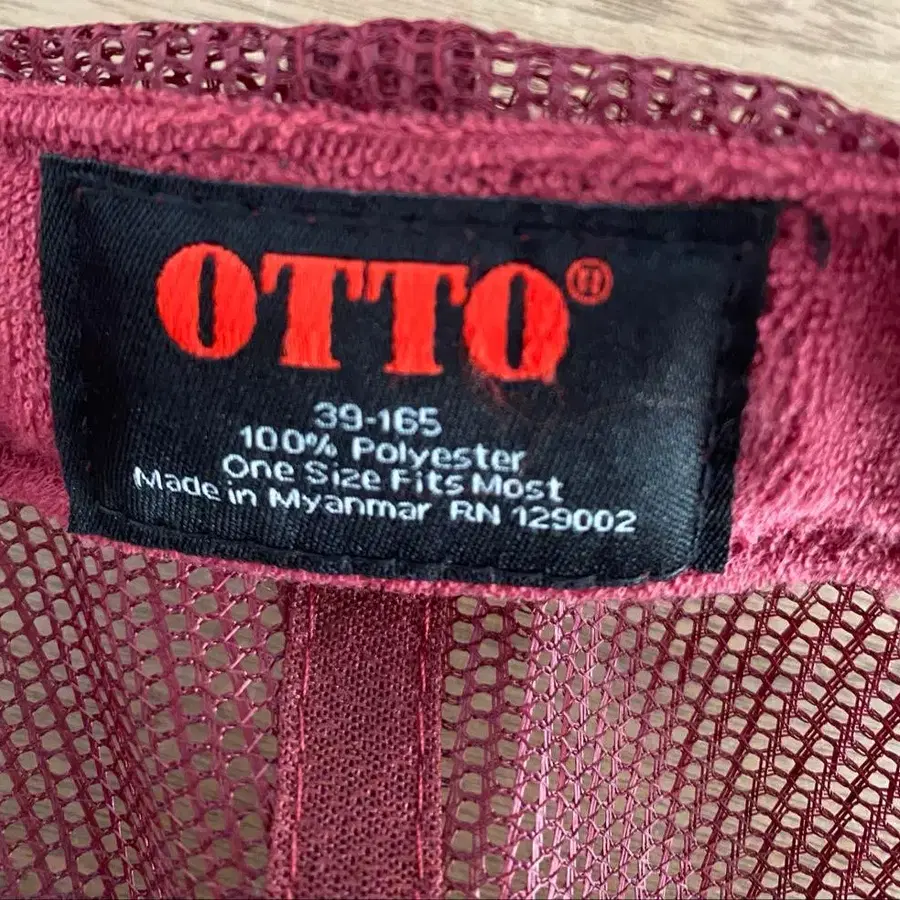 OTTO®
39-165
100% Polyester
One Size Fits Most
Made in Myanmar RN 129002